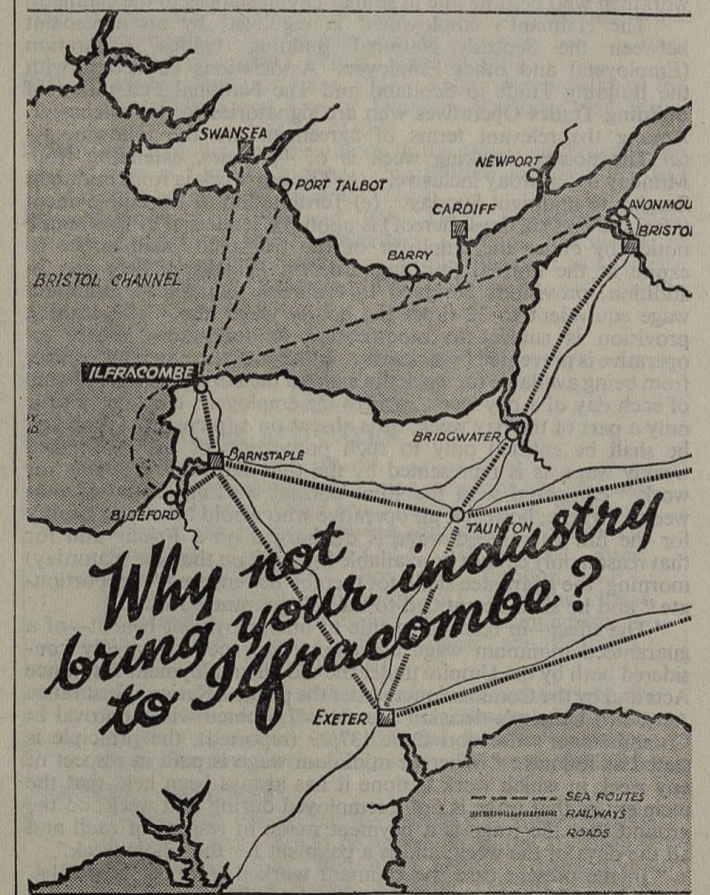 SWANSEA
PORT TALBOT
NEWPORT
CARDIFF
AVONMOU
BRISTOL
BARRY
BRISTOL CHANNEL
ILFRACOMBE
BRIDGWATER
BARNSTAPLE
BIDEFORD
TAUNTON
Why not
bring your industry
to Ilfracombe?
EXETER
SEA ROUTES
RAILWAYS
ROADS